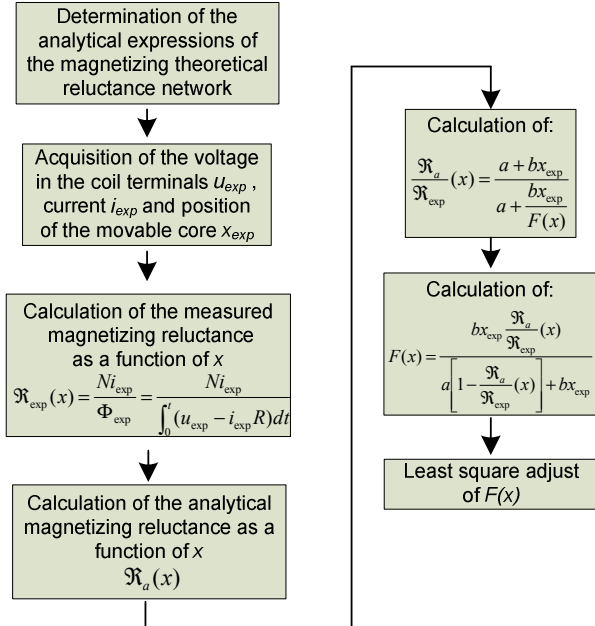 Determination of the
analytical expressions of
the magnetizing theoretical
reluctance network
Acquisition of the voltage
in the coil terminals u_exp ,
current i_exp and position
of the movable core x_exp
Calculation of the measured
magnetizing reluctance
as a function of x
ℜ_exp(x) = Ni_exp / Φ_exp = Ni_exp / ∫_0^t (u_exp − i_exp R)dt
Calculation of the analytical
magnetizing reluctance as a
function of x
ℜ_a(x)
Calculation of:
ℜ_a / ℜ_exp (x) = (a + bx_exp) / (a + bx_exp / F(x))
Calculation of:
F(x) = (bx_exp ℜ_a / ℜ_exp (x)) / (a[1 − ℜ_a / ℜ_exp (x)] + bx_exp)
Least square adjust
of F(x)